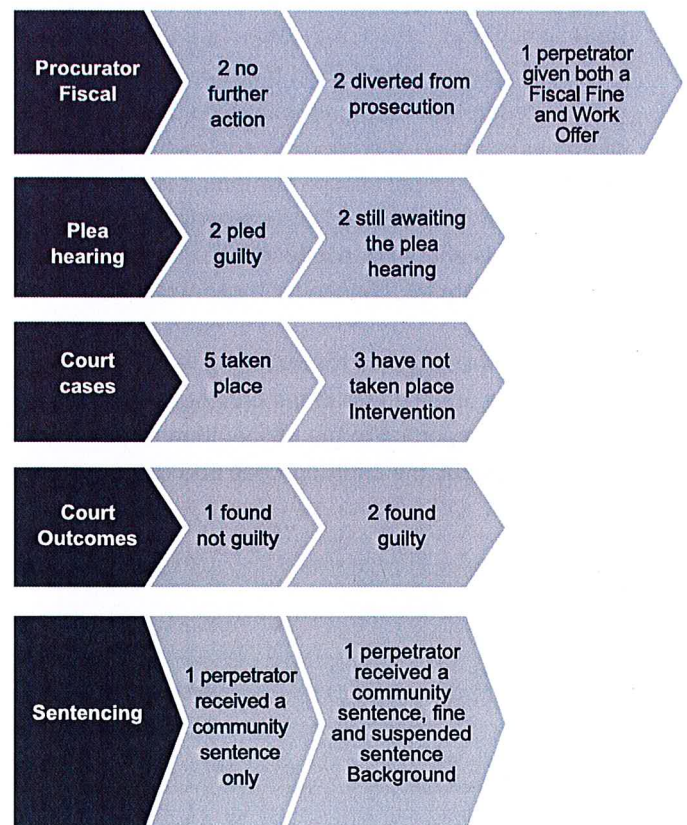 Procurator
Fiscal
2 no
further
action
2 diverted from
prosecution
1 perpetrator
given both a
Fiscal Fine
and Work
Offer
Plea
hearing
2 pled
guilty
2 still awaiting
the plea
hearing
Court
cases
5 taken
place
3 have not
taken place
Intervention
Court
Outcomes
1 found
not guilty
2 found
guilty
Sentencing
1 perpetrator
received a
community
sentence
only
1 perpetrator
received a
community
sentence, fine
and suspended
sentence
Background